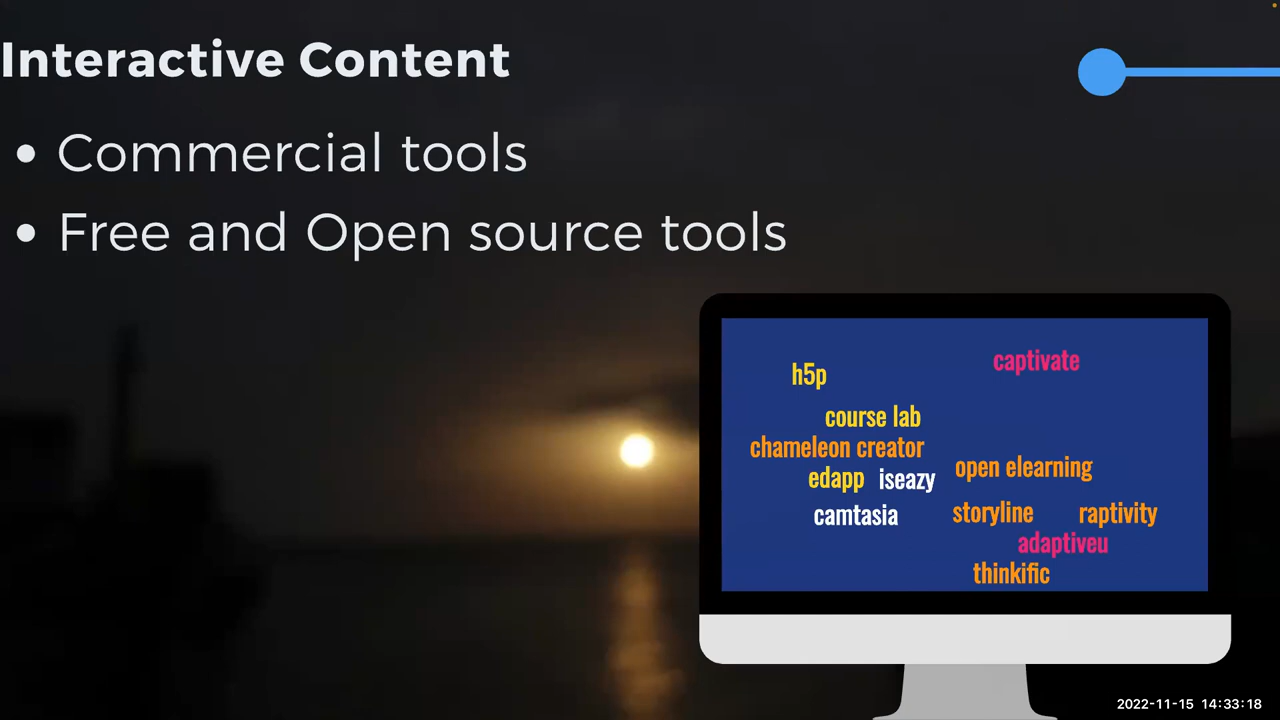 Interactive Content
• Commercial tools
• Free and Open source tools
captivate
h5p
course lab
chameleon creator
open elearning
edapp iseazy
camtasia
storyline raptivity
adaptiveu
thinkific
2022-11-15 14:33:18